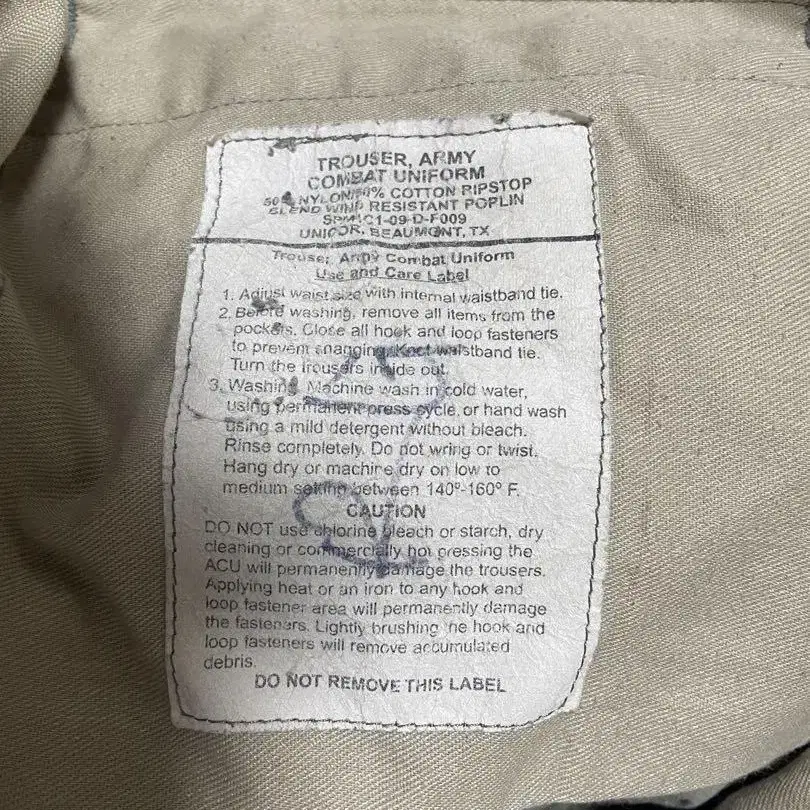 TROUSER, ARMY
COMBAT UNIFORM
50% NYLON/50% COTTON RIPSTOP
BLEND WIND RESISTANT POPLIN
SPM1C1-09-D-F009
UNICOR, BEAUMONT, TX
Trouser, Army Combat Uniform
Use and Care Label
1. Adjust waist size with internal waistband tie.
2. Before washing, remove all items from the
pockets. Close all hook and loop fasteners
to prevent snagging. Knot waistband tie.
Turn the trousers inside out.
3. Washing. Machine wash in cold water,
using permanent press cycle, or hand wash
using a mild detergent without bleach.
Rinse completely. Do not wring or twist.
Hang dry or machine dry on low to
medium setting between 140°-160° F.
CAUTION
DO NOT use chlorine bleach or starch, dry
cleaning or commercially hot pressing the
ACU will permanently damage the trousers.
Applying heat or an iron to any hook and
loop fastener area will permanently damage
the fasteners. Lightly brushing the hook and
loop fasteners will remove accumulated
debris.
DO NOT REMOVE THIS LABEL